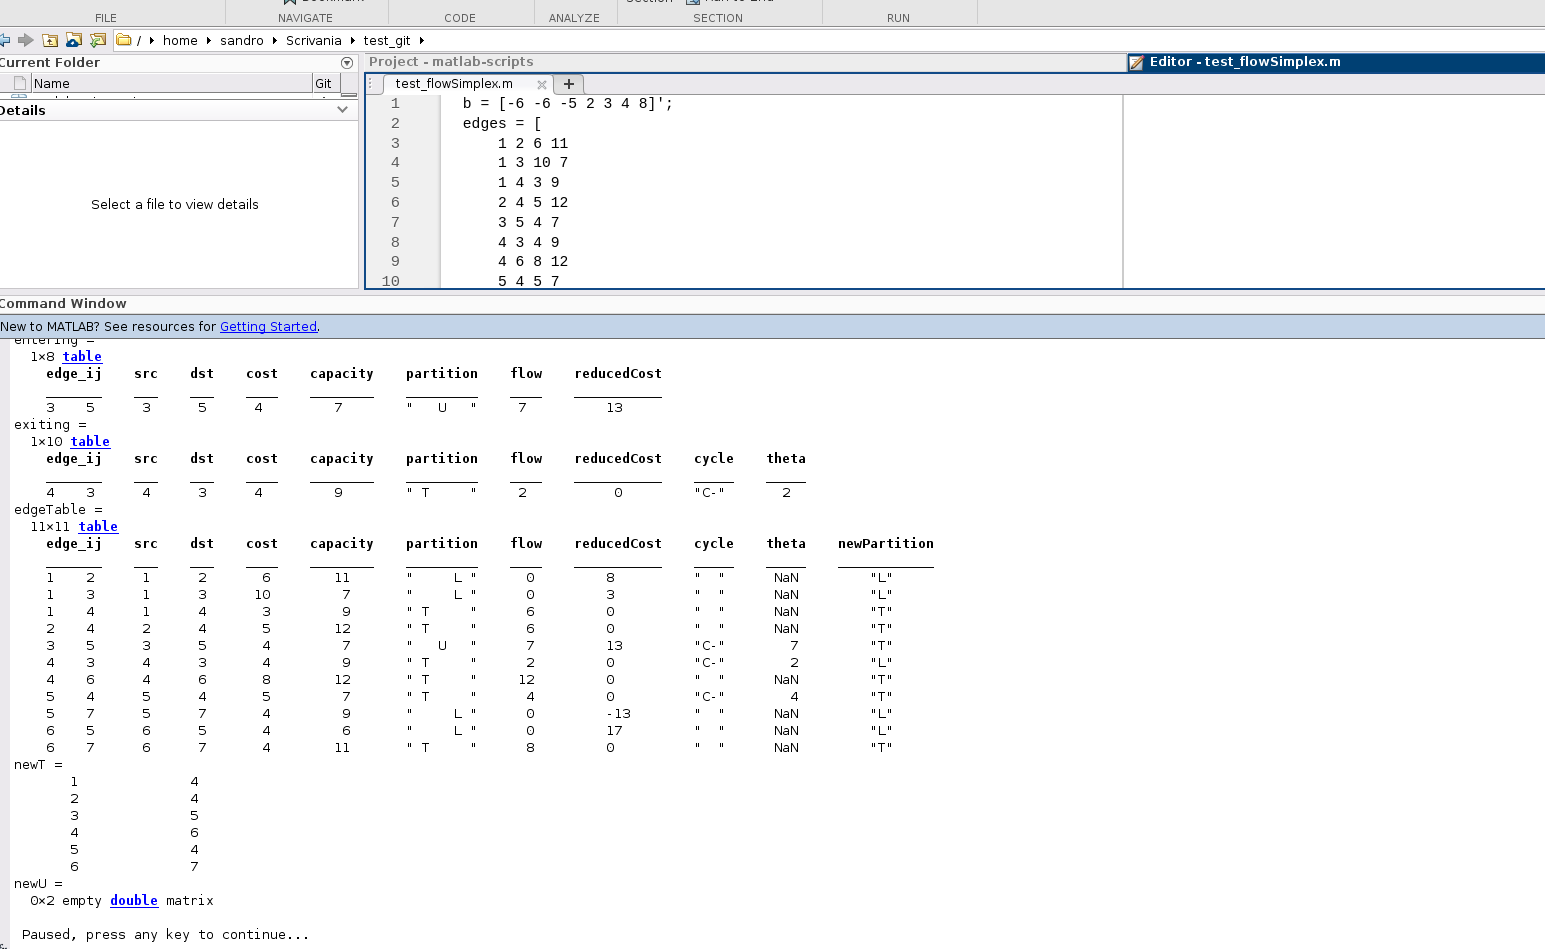 FILE NAVIGATE CODE ANALYZE SECTION RUN
/ home sandro Scrivania test_git
Current Folder
Name Git
Details
Select a file to view details
Project - matlab-scripts
Editor - test_flowSimplex.m
test_flowSimplex.m +
1 b = [-6 -6 -5 2 3 4 8]';
2 edges = [
3 1 2 6 11
4 1 3 10 7
5 1 4 3 9
6 2 4 5 12
7 3 5 4 7
8 4 3 4 9
9 4 6 8 12
10 5 4 5 7
Command Window
New to MATLAB? See resources for Getting Started.
entering =
1×8 table
edge_ij src dst cost capacity partition flow reducedCost
3 5 3 5 4 7 " U " 7 13
exiting =
1×10 table
edge_ij src dst cost capacity partition flow reducedCost cycle theta
4 3 4 3 4 9 " T " 2 0 "C-" 2
edgeTable =
11×11 table
edge_ij src dst cost capacity partition flow reducedCost cycle theta newPartition
1 2 1 2 6 11 " L " 0 8 " " NaN "L"
1 3 1 3 10 7 " L " 0 3 " " NaN "L"
1 4 1 4 3 9 " T " 6 0 " " NaN "T"
2 4 2 4 5 12 " T " 6 0 " " NaN "T"
3 5 3 5 4 7 " U " 7 13 "C-" 7 "T"
4 3 4 3 4 9 " T " 2 0 "C-" 2 "L"
4 6 4 6 8 12 " T " 12 0 " " NaN "T"
5 4 5 4 5 7 " T " 4 0 "C-" 4 "T"
5 7 5 7 4 9 " L " 0 -13 " " NaN "L"
6 5 6 5 4 6 " L " 0 17 " " NaN "L"
6 7 6 7 4 11 " T " 8 0 " " NaN "T"
newT =
1 4
2 4
3 5
4 6
5 4
6 7
newU =
0×2 empty double matrix
Paused, press any key to continue...